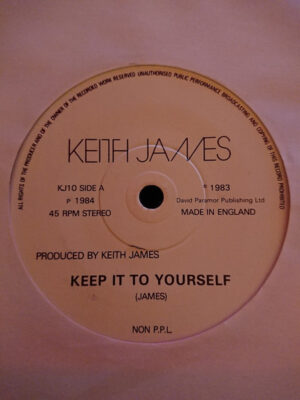 ALL RIGHTS OF THE PRODUCER AND OF THE OWNER OF THE RECORDED WORK RESERVED UNAUTHORISED PUBLIC PERFORMANCE BROADCASTING AND COPYING OF THIS RECORD PROHIBITED
KEITH JAMES
KJ10 SIDE A
℗ 1984
45 RPM STEREO
© 1983
David Paramor Publishing Ltd
MADE IN ENGLAND
PRODUCED BY KEITH JAMES
KEEP IT TO YOURSELF
(JAMES)
NON P.P.L.